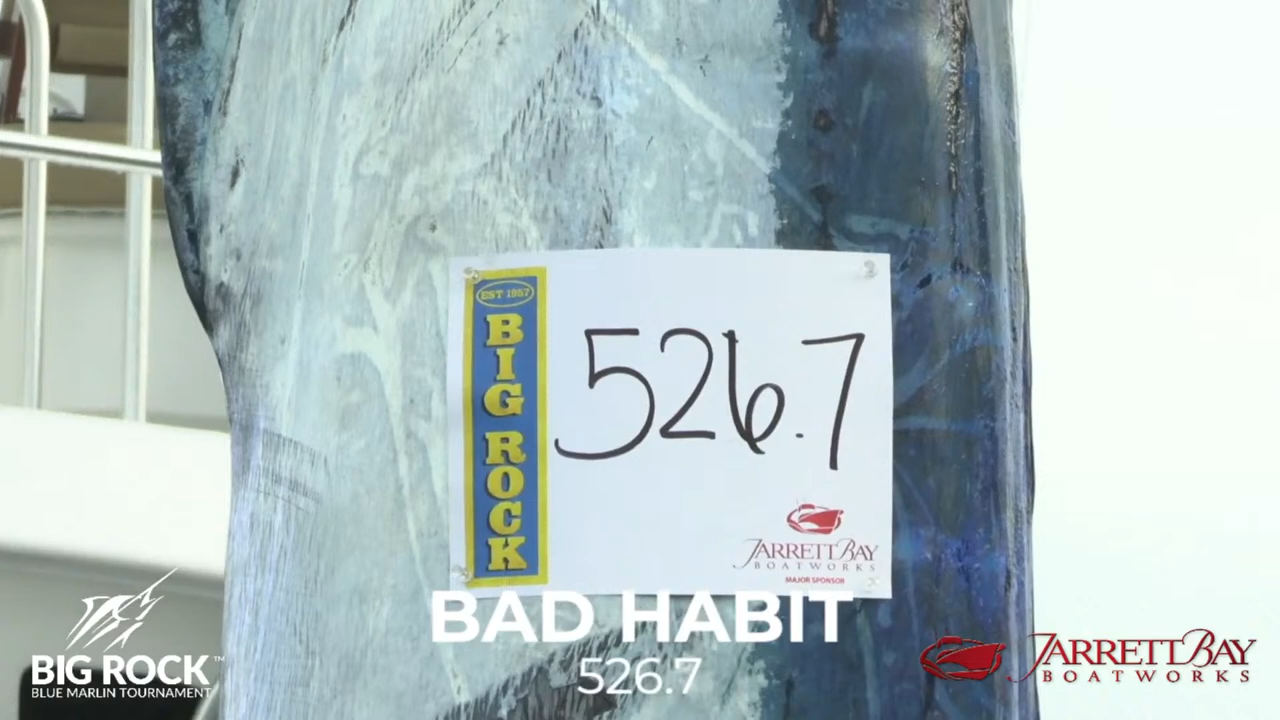 EST 1957
BIG ROCK
526.7
JARRETT BAY
BOATWORKS
MAJOR SPONSOR
BAD HABIT
526.7
BIG ROCK™
BLUE MARLIN TOURNAMENT
JARRETT BAY
BOATWORKS